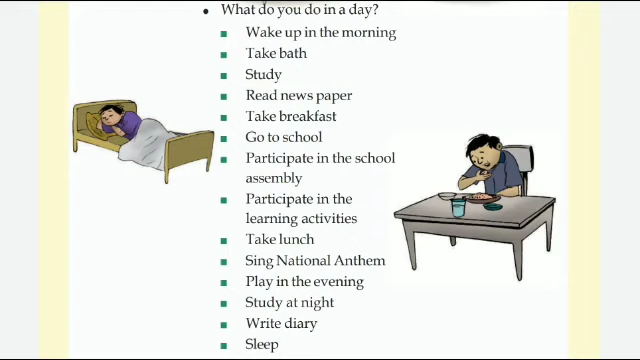 • What do you do in a day?
▪ Wake up in the morning
▪ Take bath
▪ Study
▪ Read news paper
▪ Take breakfast
▪ Go to school
▪ Participate in the school
assembly
▪ Participate in the
learning activities
▪ Take lunch
▪ Sing National Anthem
▪ Play in the evening
▪ Study at night
▪ Write diary
▪ Sleep